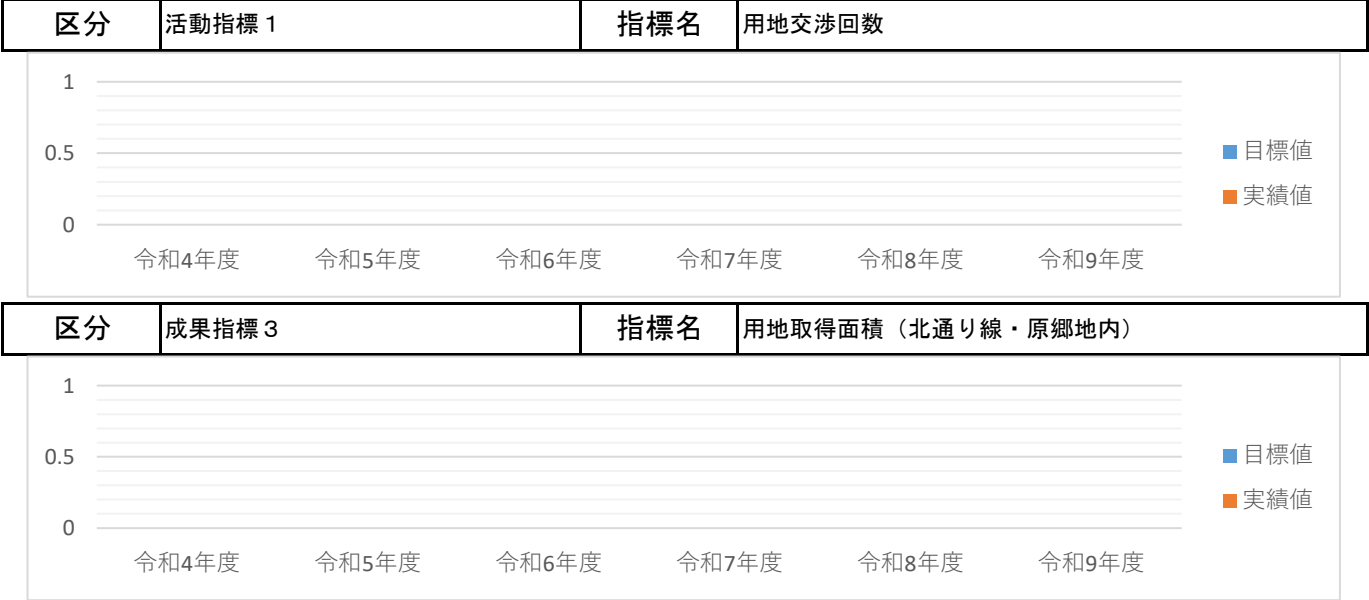 区分 活動指標１ 指標名 用地交渉回数
1
0.5
0
令和4年度 令和5年度 令和6年度 令和7年度 令和8年度 令和9年度
目標値
実績値
区分 成果指標３ 指標名 用地取得面積（北通り線・原郷地内）
1
0.5
0
令和4年度 令和5年度 令和6年度 令和7年度 令和8年度 令和9年度
目標値
実績値